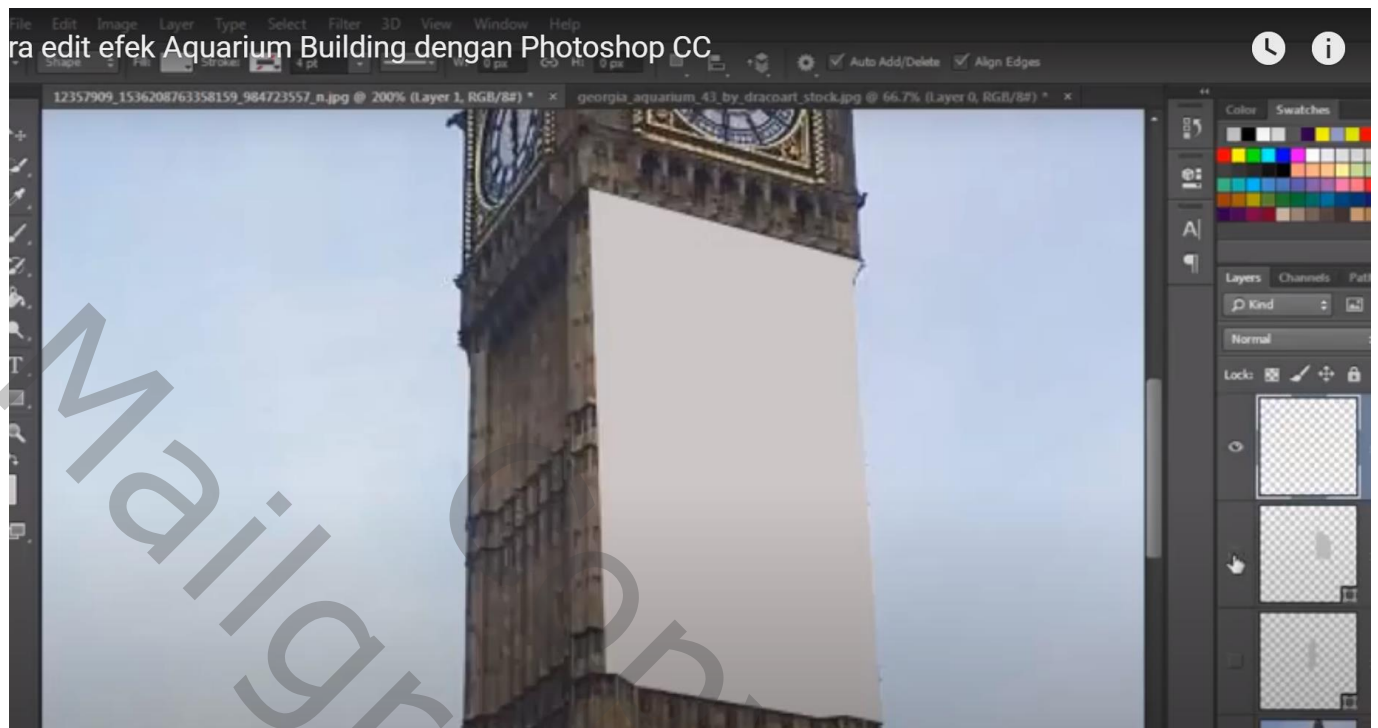 File Edit Image Layer Type Select Filter 3D View Window Help
ra edit efek Aquarium Building dengan Photoshop CC
Shape Fill: Stroke: 4 pt W: 0 px H: 0 px Auto Add/Delete Align Edges
12357909_1536208763358159_984723557_n.jpg @ 200% (Layer 1, RGB/8#) * × georgia_aquarium_43_by_dracoart_stock.jpg @ 66.7% (Layer 0, RGB/8#) * ×
Color Swatches
Layers Channels
Kind
Normal
Lock: